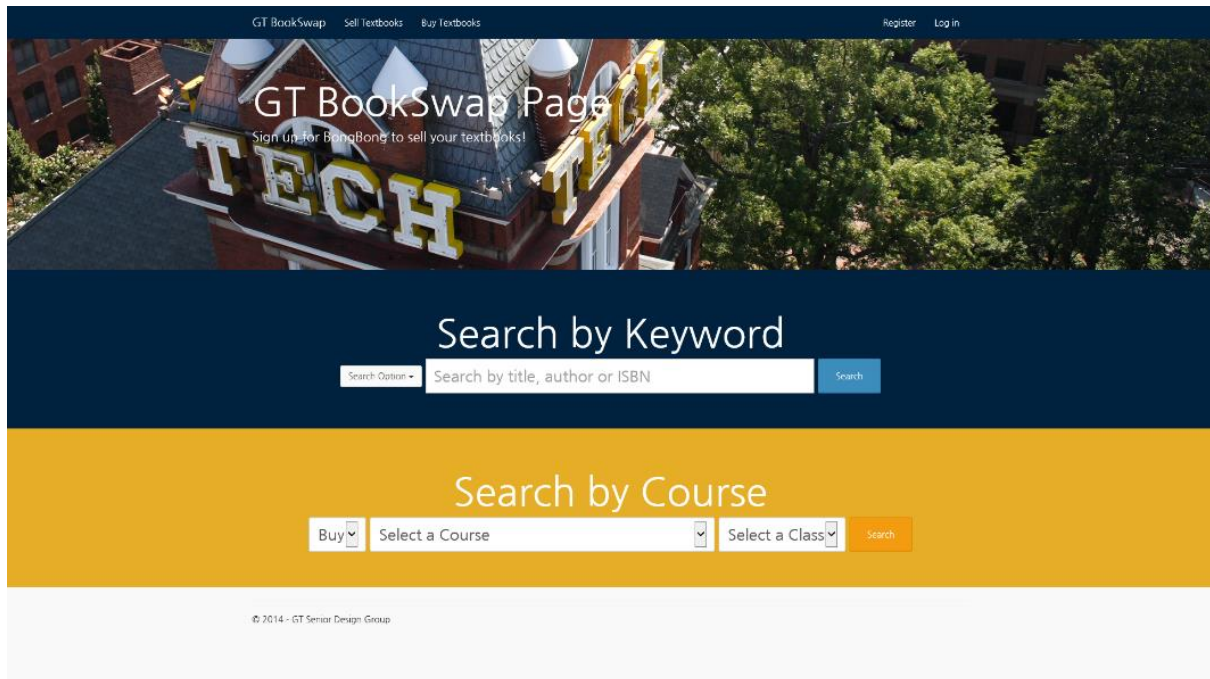 GT BookSwap Sell Textbooks Buy Textbooks Register Log in
GT BookSwap Page
Sign up for BongBong to sell your textbooks!
TECH TECH
Search by Keyword
Search Option Search by title, author or ISBN Search
Search by Course
Buy Select a Course Select a Class Search
© 2014 - GT Senior Design Group